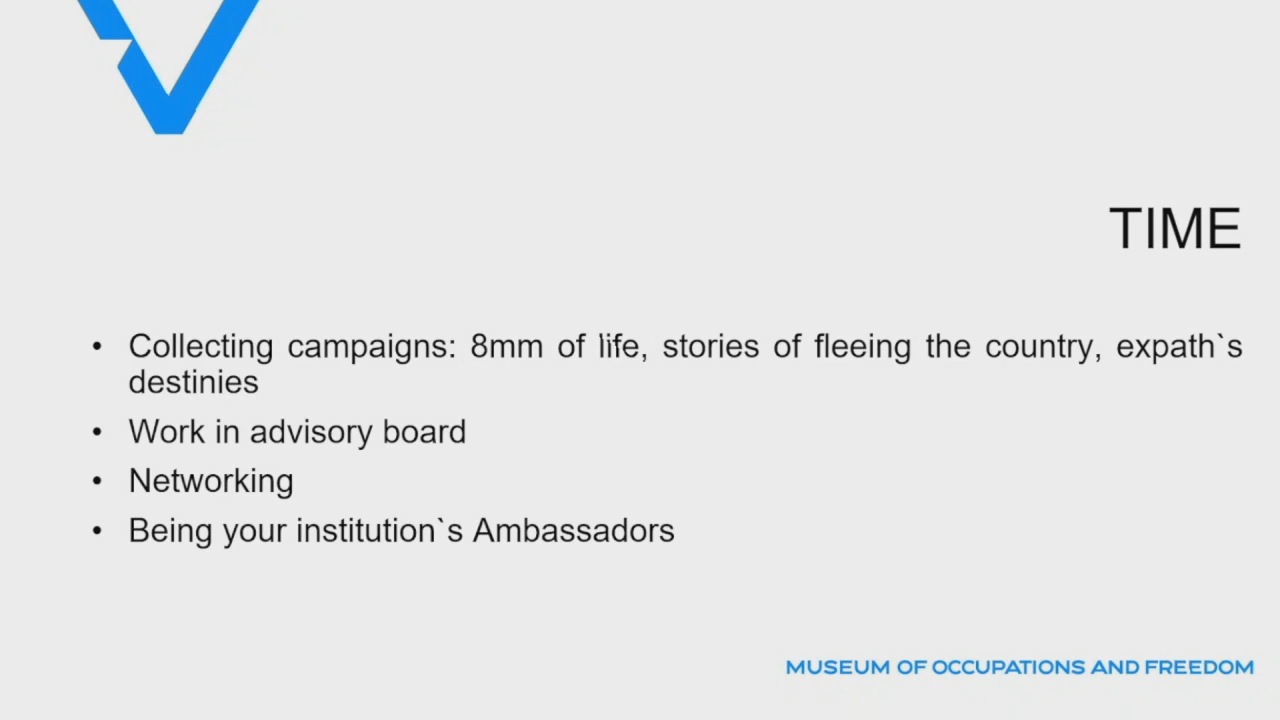 TIME
• Collecting campaigns: 8mm of life, stories of fleeing the country, expath`s
destinies
• Work in advisory board
• Networking
• Being your institution`s Ambassadors
MUSEUM OF OCCUPATIONS AND FREEDOM